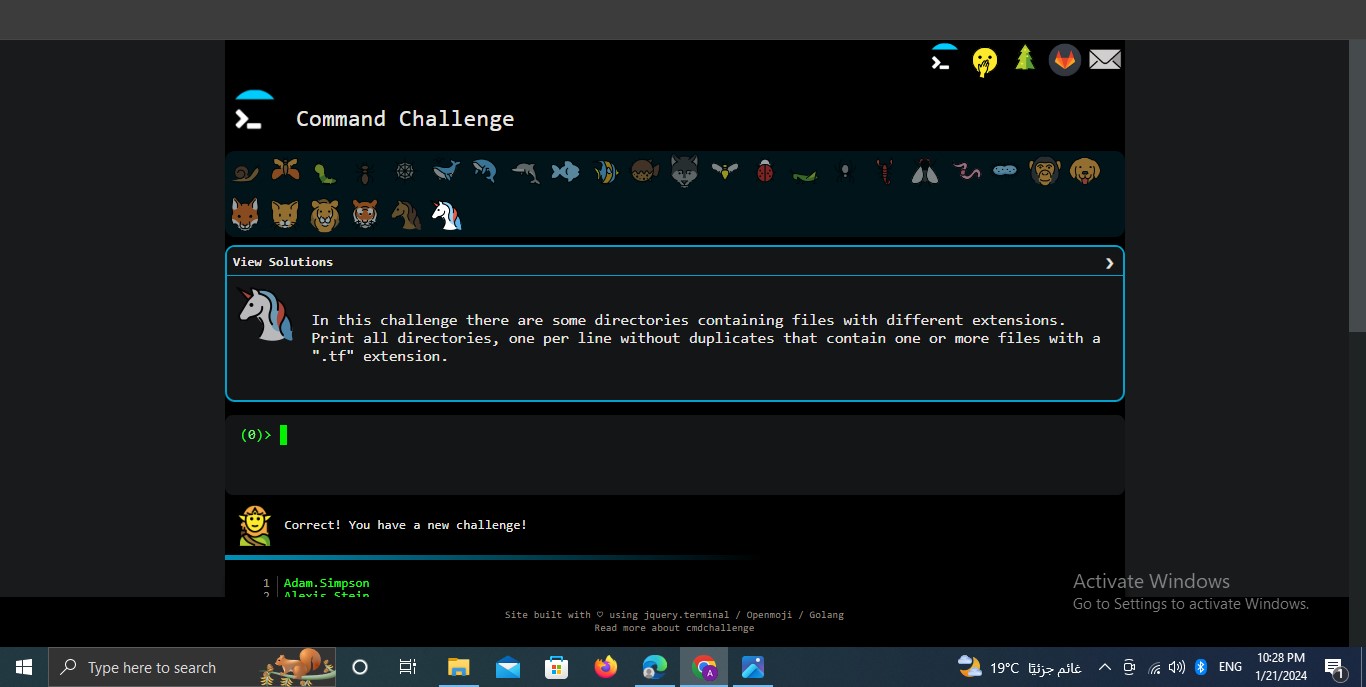 Command Challenge
View Solutions
In this challenge there are some directories containing files with different extensions.
Print all directories, one per line without duplicates that contain one or more files with a
".tf" extension.
(0)>
Correct! You have a new challenge!
1 Adam.Simpson
2 Alexis.Stein
Activate Windows
Go to Settings to activate Windows.
Site built with ♡ using jquery.terminal / Openmoji / Golang
Read more about cmdchallenge
Type here to search
A
19°C غائم جزئيًا
ENG
10:28 PM
1/21/2024
1